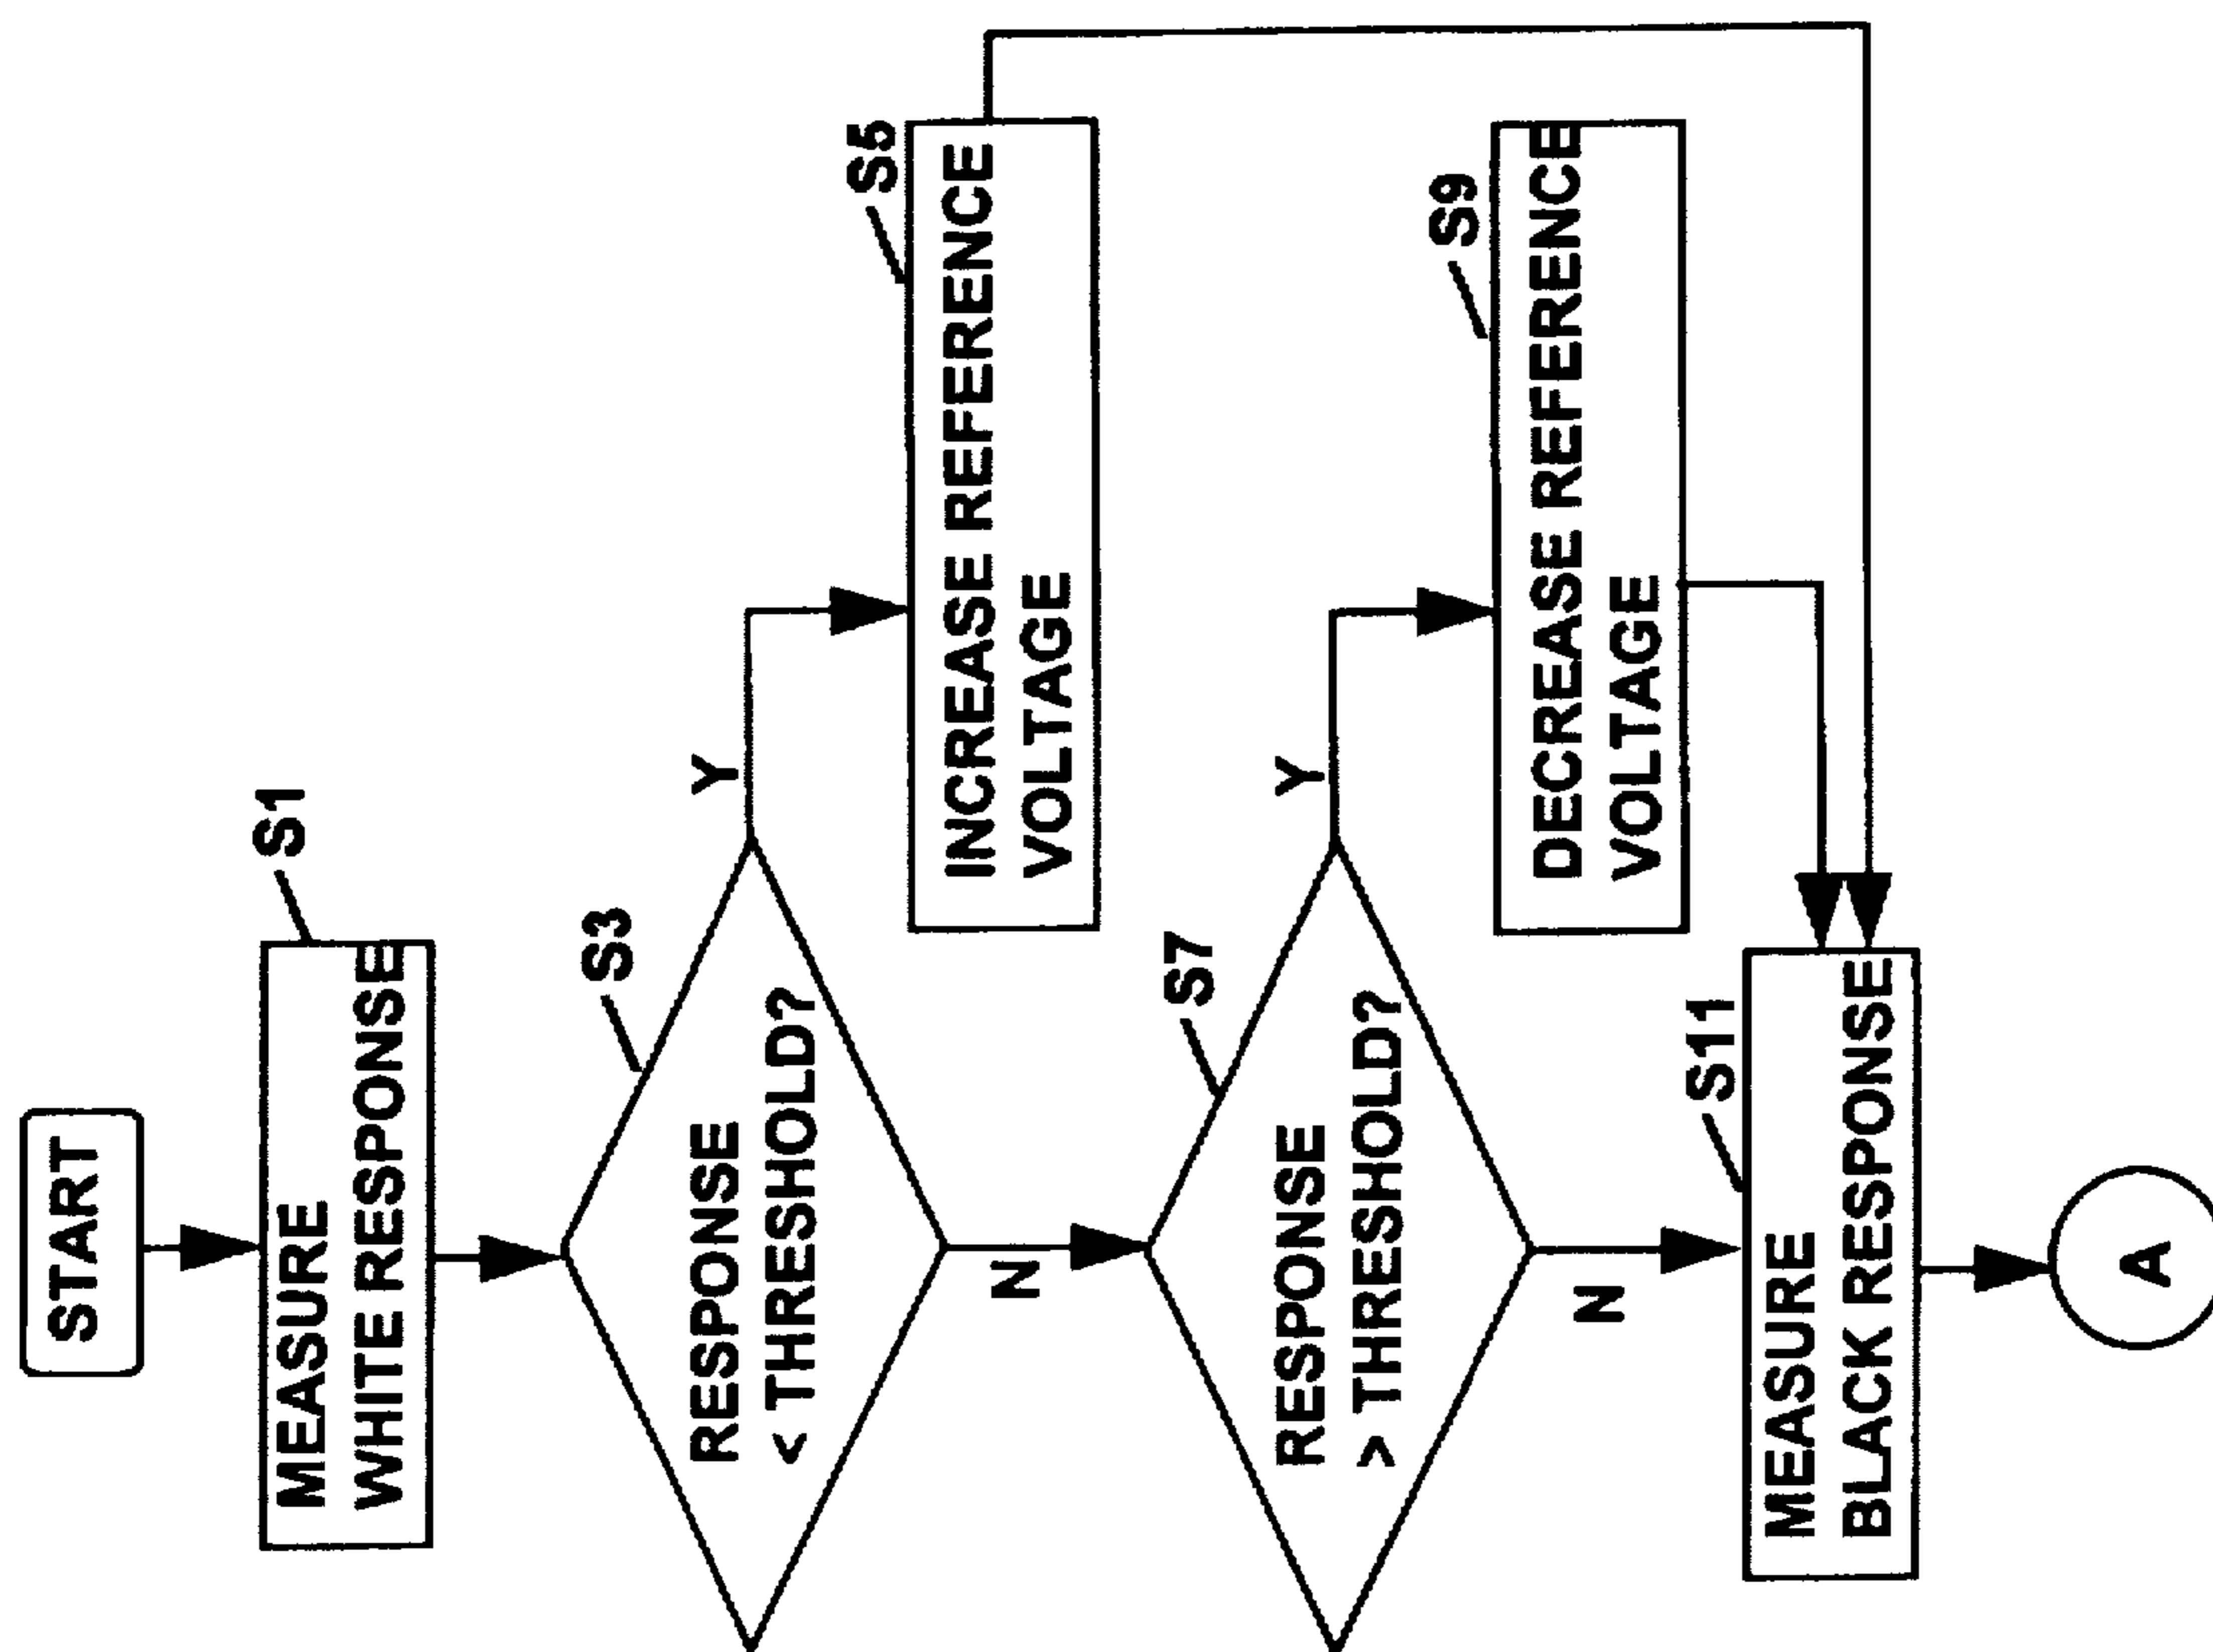 START
S1
MEASURE
WHITE RESPONSE
S3
RESPONSE
< THRESHOLD?
Y
S5
INCREASE REFERENCE
VOLTAGE
N
S7
RESPONSE
> THRESHOLD?
Y
S9
DECREASE REFERENCE
VOLTAGE
N
S11
MEASURE
BLACK RESPONSE
A